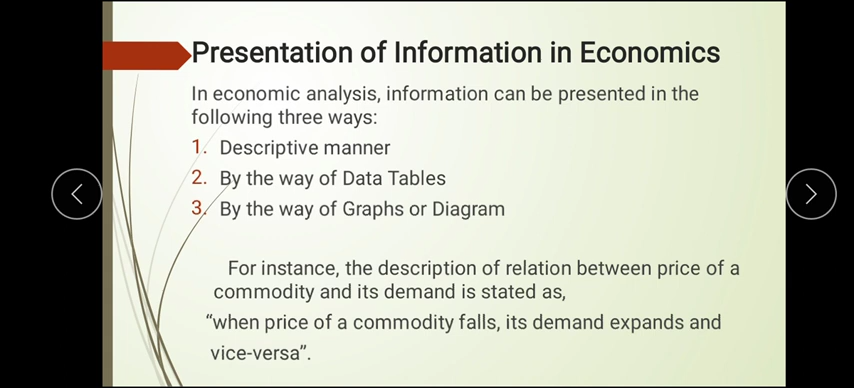 Presentation of Information in Economics
In economic analysis, information can be presented in the
following three ways:
1. Descriptive manner
2. By the way of Data Tables
3. By the way of Graphs or Diagram
For instance, the description of relation between price of a
commodity and its demand is stated as,
“when price of a commodity falls, its demand expands and
vice-versa”.